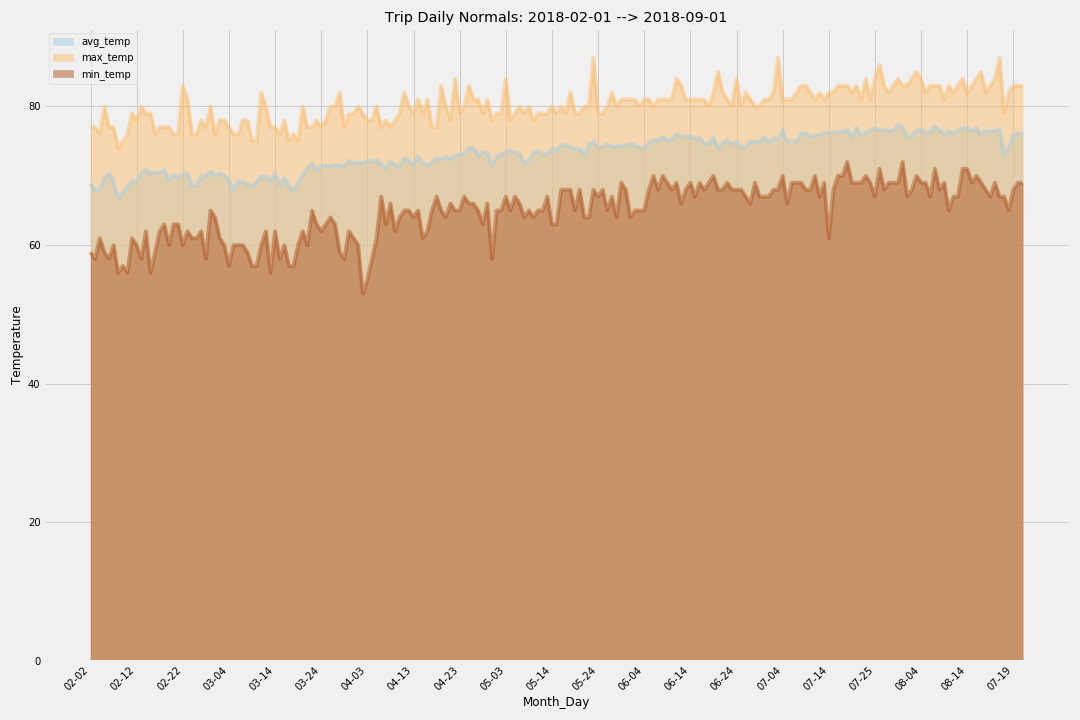 Trip Daily Normals: 2018-02-01 --> 2018-09-01
avg_temp
max_temp
min_temp
80
60
40
20
0
Temperature
02-02 02-12 02-22 03-04 03-14 03-24 04-03 04-13 04-23 05-03 05-14 05-24 06-04 06-14 06-24 07-04 07-14 07-25 08-04 08-14 07-19
Month_Day